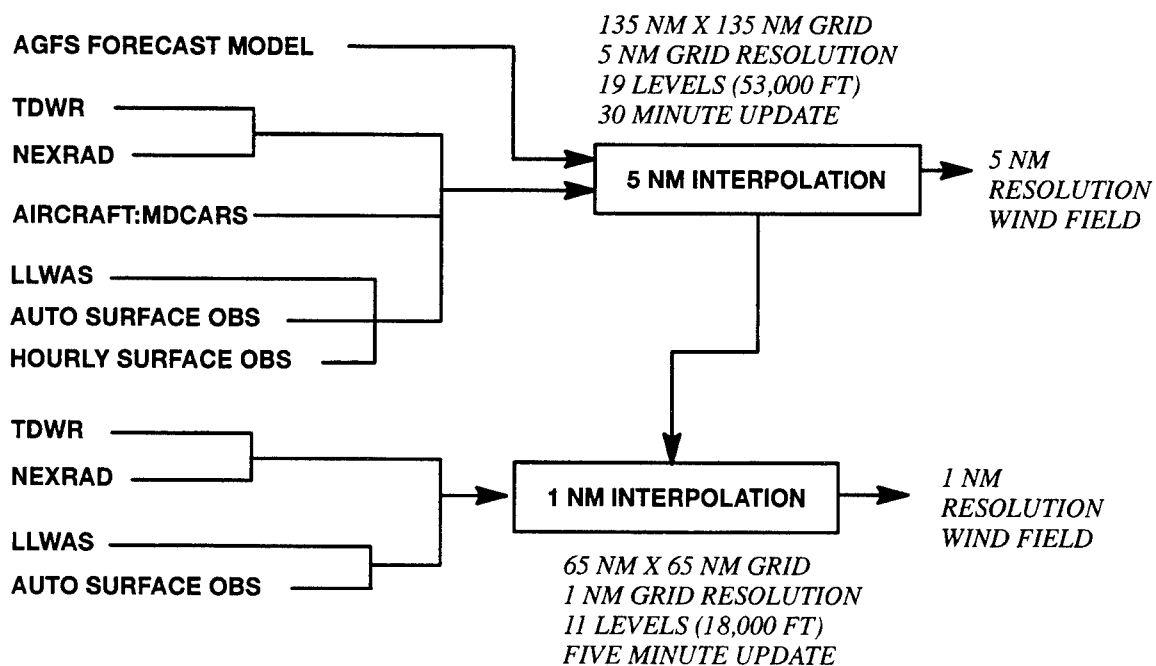 135 NM X 135 NM GRID
5 NM GRID RESOLUTION
19 LEVELS (53,000 FT)
30 MINUTE UPDATE
AGFS FORECAST MODEL
TDWR
NEXRAD
AIRCRAFT:MDCARS
LLWAS
AUTO SURFACE OBS
HOURLY SURFACE OBS
5 NM INTERPOLATION
5 NM
RESOLUTION
WIND FIELD
TDWR
NEXRAD
LLWAS
AUTO SURFACE OBS
1 NM INTERPOLATION
1 NM
RESOLUTION
WIND FIELD
65 NM X 65 NM GRID
1 NM GRID RESOLUTION
11 LEVELS (18,000 FT)
FIVE MINUTE UPDATE